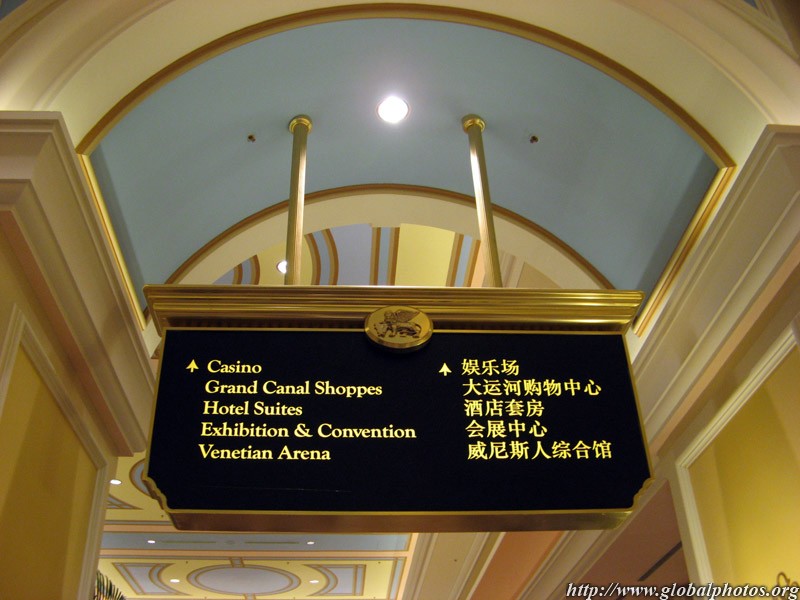 Casino
Grand Canal Shoppes
Hotel Suites
Exhibition & Convention
Venetian Arena
娱乐场
大运河购物中心
酒店套房
会展中心
威尼斯人综合馆
http://www.globalphotos.org